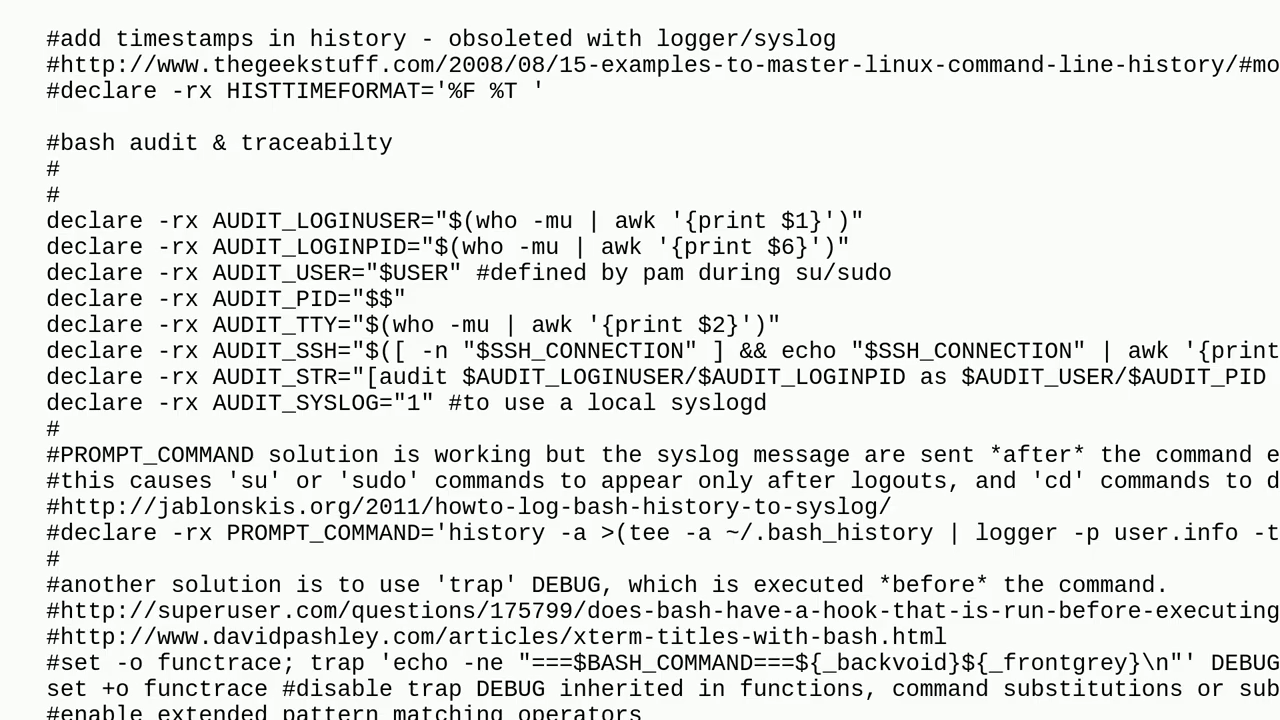 #add timestamps in history - obsoleted with logger/syslog
#http://www.thegeekstuff.com/2008/08/15-examples-to-master-linux-command-line-history/#mo
#declare -rx HISTTIMEFORMAT='%F %T '
#bash audit & traceabilty
#
#
declare -rx AUDIT_LOGINUSER="$(who -mu | awk '{print $1}')"
declare -rx AUDIT_LOGINPID="$(who -mu | awk '{print $6}')"
declare -rx AUDIT_USER="$USER" #defined by pam during su/sudo
declare -rx AUDIT_PID="$$"
declare -rx AUDIT_TTY="$(who -mu | awk '{print $2}')"
declare -rx AUDIT_SSH="$([ -n "$SSH_CONNECTION" ] && echo "$SSH_CONNECTION" | awk '{print
declare -rx AUDIT_STR="[audit $AUDIT_LOGINUSER/$AUDIT_LOGINPID as $AUDIT_USER/$AUDIT_PID
declare -rx AUDIT_SYSLOG="1" #to use a local syslogd
#
#PROMPT_COMMAND solution is working but the syslog message are sent *after* the command e
#this causes 'su' or 'sudo' commands to appear only after logouts, and 'cd' commands to d
#http://jablonskis.org/2011/howto-log-bash-history-to-syslog/
#declare -rx PROMPT_COMMAND='history -a >(tee -a ~/.bash_history | logger -p user.info -t
#
#another solution is to use 'trap' DEBUG, which is executed *before* the command.
#http://superuser.com/questions/175799/does-bash-have-a-hook-that-is-run-before-executing
#http://www.davidpashley.com/articles/xterm-titles-with-bash.html
#set -o functrace; trap 'echo -ne "===$BASH_COMMAND===${_backvoid}${_frontgrey}\n"' DEBUG
set +o functrace #disable trap DEBUG inherited in functions, command substitutions or sub
#enable extended pattern matching operators